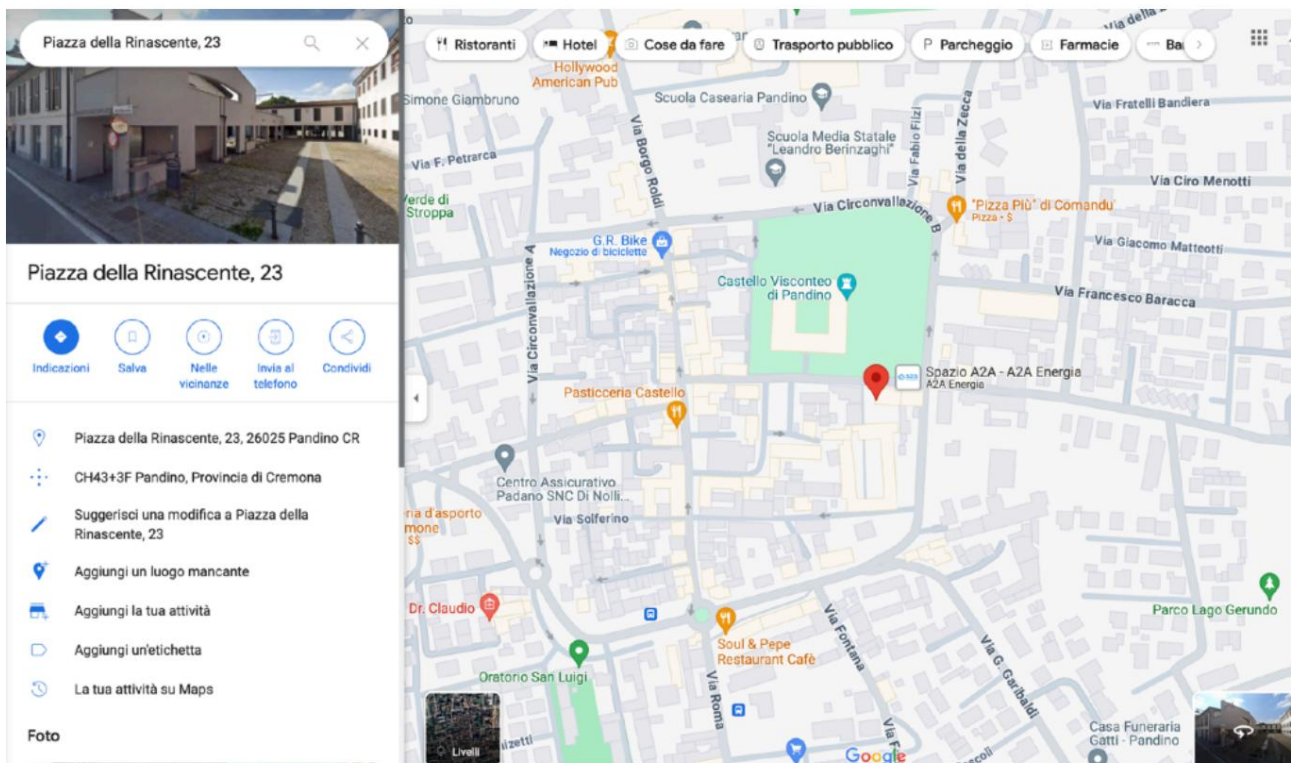 Piazza della Rinascente, 23
Piazza della Rinascente, 23
Indicazioni
Salva
Nelle
vicinanze
Invia al
telefono
Condividi
Piazza della Rinascente, 23, 26025 Pandino CR
CH43+3F Pandino, Provincia di Cremona
Suggerisci una modifica a Piazza della
Rinascente, 23
Aggiungi un luogo mancante
Aggiungi la tua attività
Aggiungi un'etichetta
La tua attività su Maps
Foto
Ristoranti
Hotel
Cose da fare
Trasporto pubblico
P Parcheggio
Farmacie
Via della
Hollywood
American Pub
Simone Giambruno
Scuola Casearia Pandino
Via Fratelli Bandiera
Via F. Petrarca
Via Borgo Roldi
Scuola Media Statale
"Leandro Berinzaghi"
Via Fabio Filzi
Via della Zecca
Via Ciro Menotti
Verde di
Stroppa
Via Circonvallazione B
"Pizza Più" di Comandu'
Pizza • $
G.R. Bike
Negozio di biciclette
Via Giacomo Matteotti
Via Circonvallazione A
Castello Visconteo
di Pandino
Via Francesco Baracca
Spazio A2A - A2A Energia
A2A Energia
Pasticceria Castello
Centro Assicurativo
Padano SNC Di Nolli...
ria d'asporto
mone
$$
Via Solferino
Dr. Claudio
Parco Lago Gerundo
Soul & Pepe
Restaurant Cafè
Via Fontana
Oratorio San Luigi
Via Roma
Via G. Garibaldi
Casa Funeraria
Gatti - Pandino
Livelli
Google